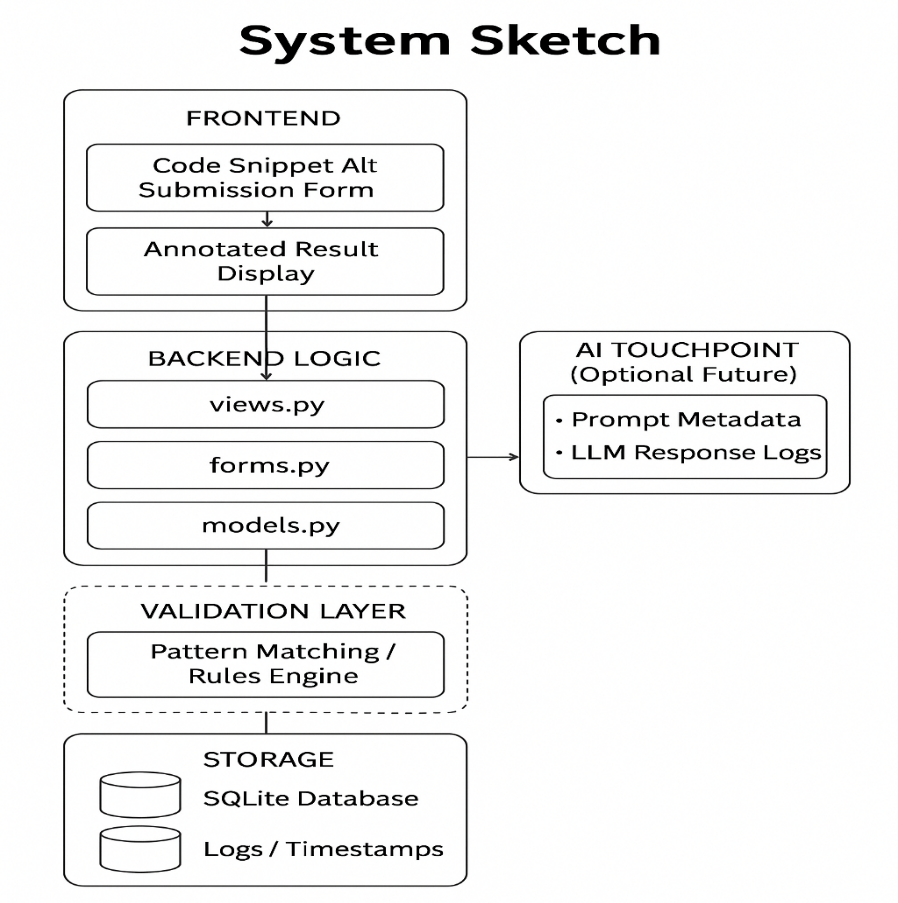 System Sketch
FRONTEND
Code Snippet Alt
Submission Form
Annotated Result
Display
BACKEND LOGIC
views.py
forms.py
models.py
AI TOUCHPOINT
(Optional Future)
• Prompt Metadata
• LLM Response Logs
VALIDATION LAYER
Pattern Matching /
Rules Engine
STORAGE
SQLite Database
Logs / Timestamps